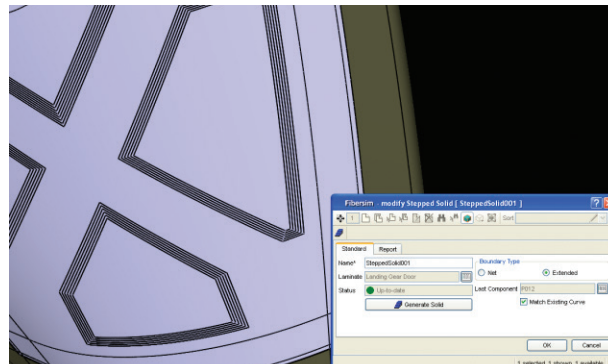 Fibersim - modify Stepped Solid [ SteppedSolid001 ]
1
Sort
Standard Report
Name* SteppedSolid001
Boundary Type
Net Extended
Laminate Landing Gear Door
Status Up-to-date
Last Component P012
Generate Solid
Match Existing Curve
OK Cancel
1 selected, 1 shown, 1 available